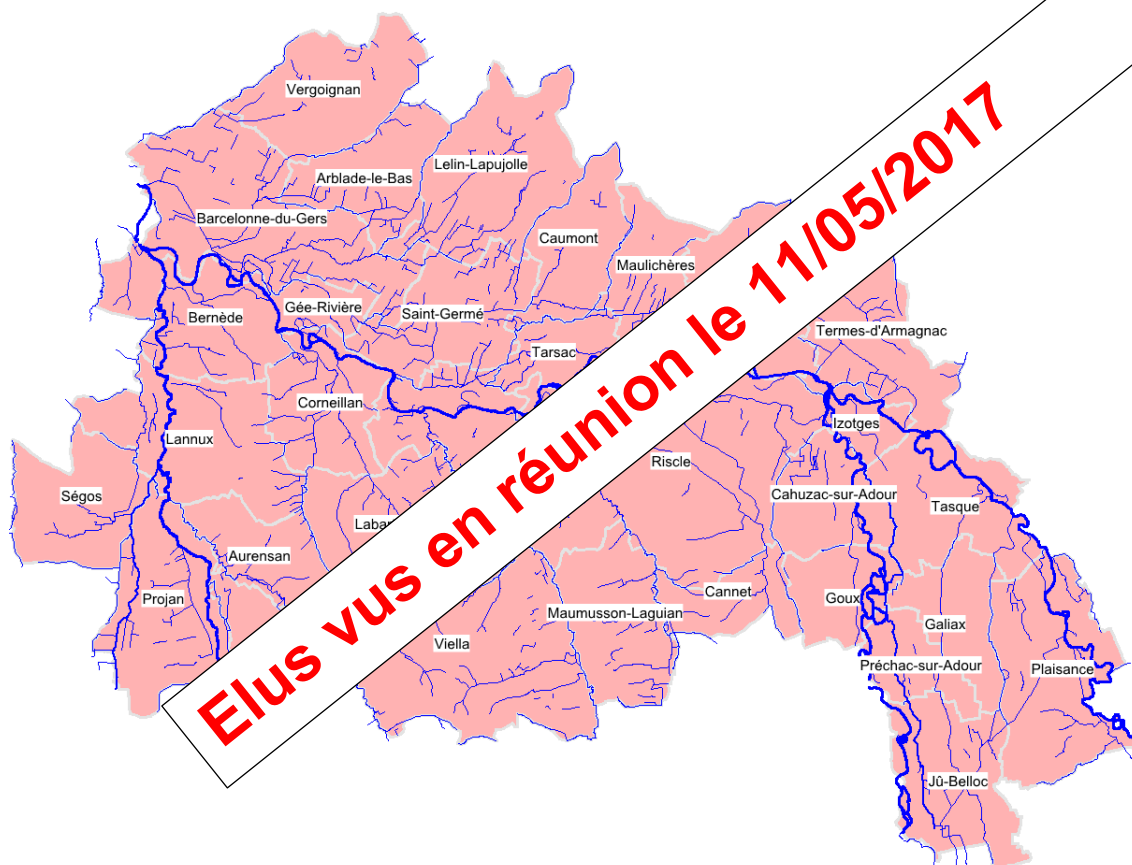 Vergoignan
Lelin-Lapujolle
Arblade-le-Bas
Barcelonne-du-Gers
Caumont
Maulichères
Gée-Rivière
Saint-Germé
Bernède
Termes-d'Armagnac
Tarsac
Corneillan
Izotges
Lannux
Riscle
Ségos
Cahuzac-sur-Adour
Tasque
Elus vus en réunion le 11/05/2017
Aurensan
Projan
Cannet
Goux
Maumusson-Laguian
Galiax
Viella
Préchac-sur-Adour
Plaisance
Jû-Belloc